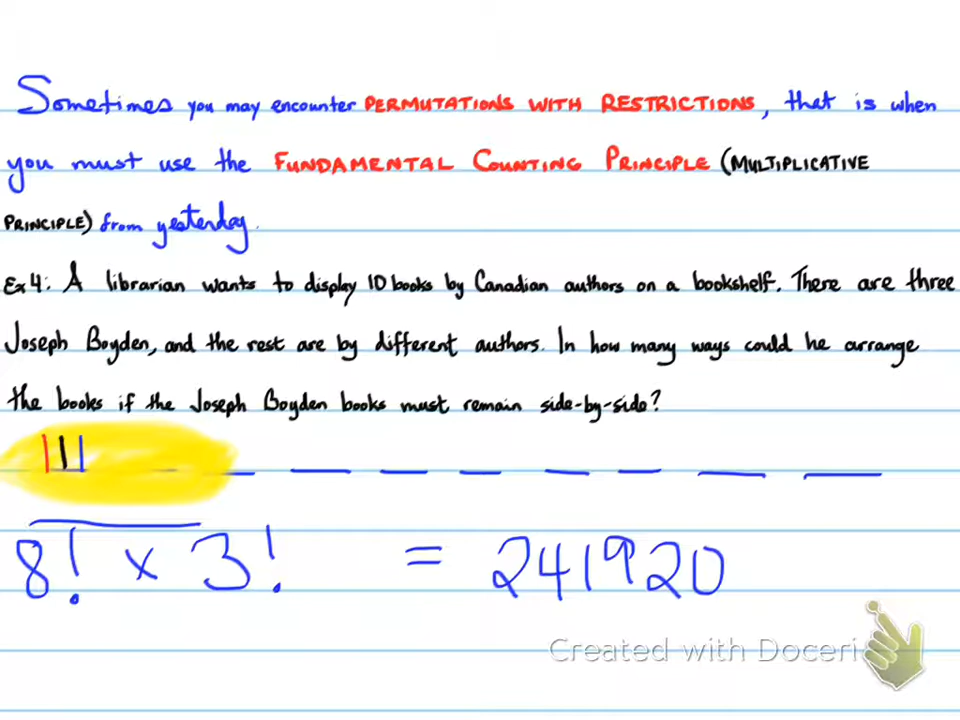 Sometimes you may encounter PERMUTATIONS WITH RESTRICTIONS, that is when
you must use the FUNDAMENTAL COUNTING PRINCIPLE (MULTIPLICATIVE
PRINCIPLE) from yesterday.
Ex4: A librarian wants to display 10 books by Canadian authors on a bookshelf. There are three
Joseph Boyden, and the rest are by different authors. In how many ways could he arrange
the books if the Joseph Boyden books must remain side-by-side?
8! x 3! = 241920
Created with Doceri